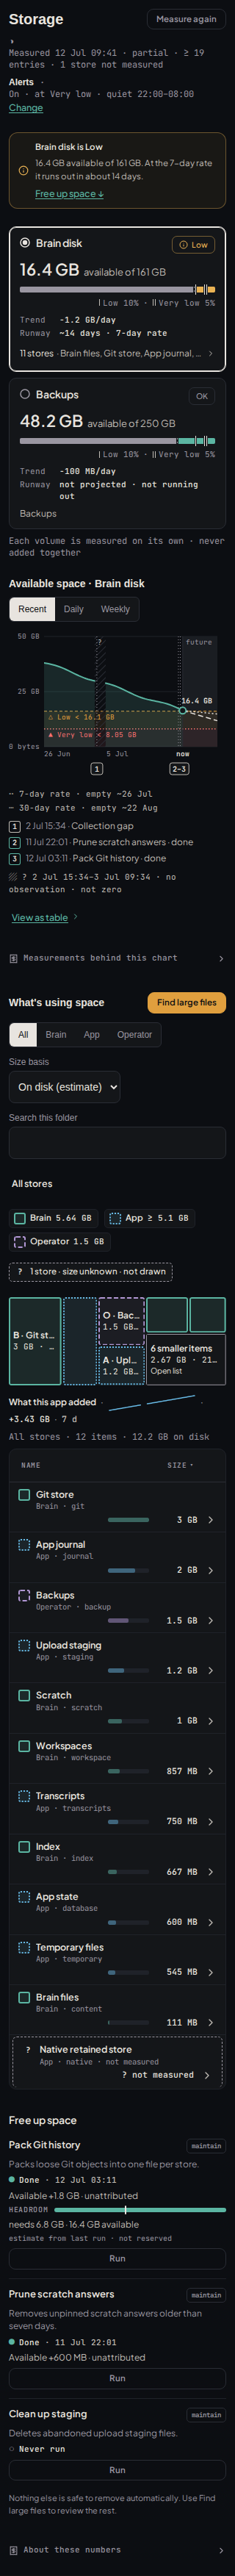 Storage
Measure again
Measured 12 Jul 09:41 · partial · ≥ 19
entries · 1 store not measured
Alerts ·
On · at Very low · quiet 22:00–08:00
Change
Brain disk is Low
16.4 GB available of 161 GB. At the 7-day rate
it runs out in about 14 days.
Free up space ↓
Brain disk
Low
16.4 GB available of 161 GB
Low 10% · Very low 5%
Trend -1.2 GB/day
Runway ~14 days · 7-day rate
11 stores · Brain files, Git store, App journal, …
Backups
OK
48.2 GB available of 250 GB
Low 10% · Very low 5%
Trend -100 MB/day
Runway not projected · not running
out
Backups
Each volume is measured on its own · never
added together
Available space · Brain disk
Recent Daily Weekly
50 GB
?
future
25 GB
16.4 GB
△ Low < 16.1 GB
▲ Very low < 8.05 GB
0 bytes
26 Jun 5 Jul now
1 2–3
7-day rate · empty ~26 Jul
30-day rate · empty ~22 Aug
1 2 Jul 15:34 · Collection gap
2 11 Jul 22:01 · Prune scratch answers · done
3 12 Jul 03:11 · Pack Git history · done
? 2 Jul 15:34–3 Jul 09:34 · no
observation · not zero
View as table
Measurements behind this chart
What's using space
Find large files
All Brain App Operator
Size basis
On disk (estimate)
Search this folder
All stores
Brain 5.64 GB
App ≥ 5.1 GB
Operator 1.5 GB
? 1 store · size unknown · not drawn
B · Git st…
3 GB · …
O · Bac…
1.5 GB…
A · Upl…
1.2 GB…
6 smaller items
2.67 GB · 21…
Open list
What this app added ·
+3.43 GB · 7 d
All stores · 12 items · 12.2 GB on disk
NAME SIZE
Git store
Brain · git
3 GB
App journal
App · journal
2 GB
Backups
Operator · backup
1.5 GB
Upload staging
App · staging
1.2 GB
Scratch
Brain · scratch
1 GB
Workspaces
Brain · workspace
857 MB
Transcripts
App · transcripts
750 MB
Index
Brain · index
667 MB
App state
App · database
600 MB
Temporary files
App · temporary
545 MB
Brain files
Brain · content
111 MB
? Native retained store
App · native · not measured
? not measured
Free up space
Pack Git history
maintain
Packs loose Git objects into one file per store.
Done · 12 Jul 03:11
Available +1.8 GB · unattributed
HEADROOM
needs 6.8 GB · 16.4 GB available
estimate from last run · not reserved
Run
Prune scratch answers
maintain
Removes unpinned scratch answers older than
seven days.
Done · 11 Jul 22:01
Available +600 MB · unattributed
Run
Clean up staging
maintain
Deletes abandoned upload staging files.
Never run
Run
Nothing else is safe to remove automatically. Use Find
large files to review the rest.
About these numbers